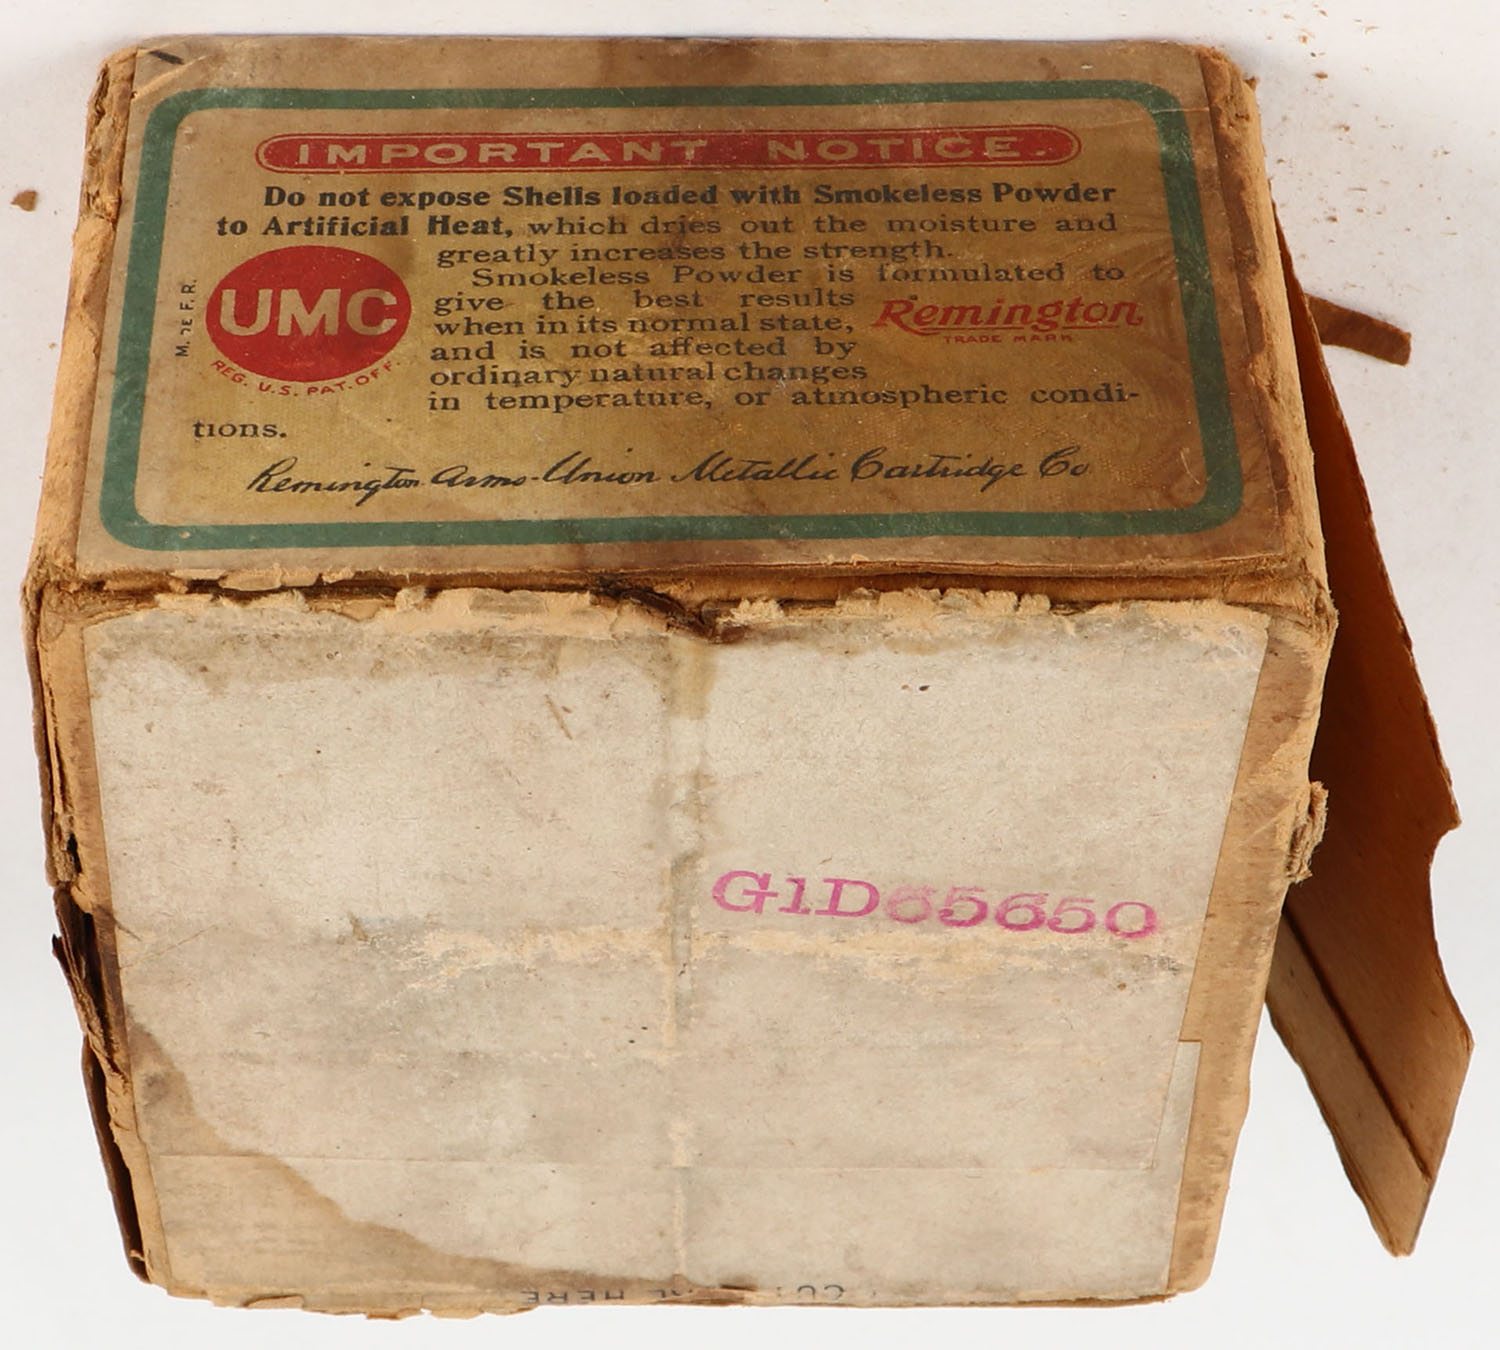 IMPORTANT NOTICE.
Do not expose Shells loaded with Smokeless Powder
to Artificial Heat, which dries out the moisture and
greatly increases the strength.
Smokeless Powder is formulated to
give the best results
when in its normal state,
and is not affected by
ordinary natural changes
in temperature, or atmospheric condi-
tions.
M. DE F. R.
UMC
REG. U.S. PAT. OFF.
Remington
TRADE MARK
Remington Arms-Union Metallic Cartridge Co
G1D65650
HERE